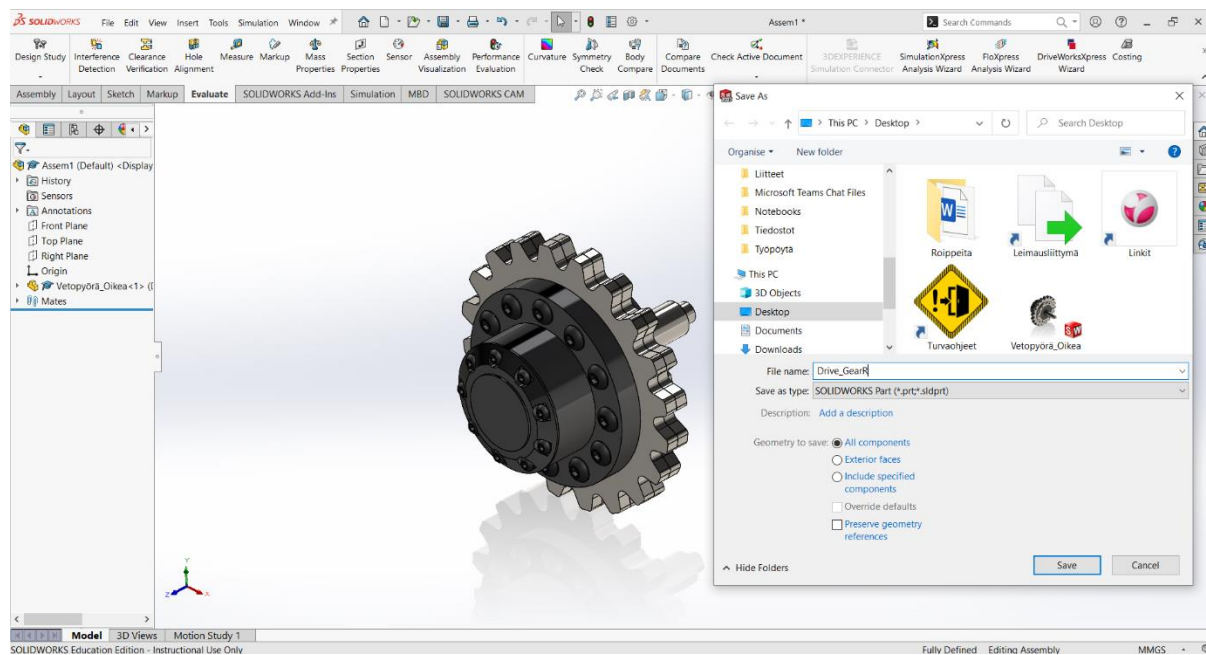 SOLIDWORKS File Edit View Insert Tools Simulation Window Assem1 * Search Commands
Design Study Interference Detection Clearance Verification Hole Alignment Measure Markup Mass Properties Section Properties Sensor Assembly Visualization Performance Evaluation Curvature Symmetry Check Body Compare Compare Documents Check Active Document 3DEXPERIENCE Simulation Connector SimulationXpress Analysis Wizard FloXpress Analysis Wizard DriveWorksXpress Wizard Costing
Assembly Layout Sketch Markup Evaluate SOLIDWORKS Add-Ins Simulation MBD SOLIDWORKS CAM
Assem1 (Default) <Display
History
Sensors
Annotations
Front Plane
Top Plane
Right Plane
Origin
Vetopyörä_Oikea<1> (D
Mates
Save As
This PC > Desktop >
Search Desktop
Organise New folder
Liitteet
Microsoft Teams Chat Files
Notebooks
Tiedostot
Työpöytä
This PC
3D Objects
Desktop
Documents
Downloads
W
Roippeita
Leimausliittymä
Linkit
SW
Turvaohjeet
Vetopyörä_Oikea
File name: Drive_GearR
Save as type: SOLIDWORKS Part (*.prt;*.sldprt)
Description: Add a description
Geometry to save: All components
Exterior faces
Include specified
components
Override defaults
Preserve geometry
references
Hide Folders
Save Cancel
Y
Z X
Model 3D Views Motion Study 1
SOLIDWORKS Education Edition - Instructional Use Only Fully Defined Editing Assembly MMGS